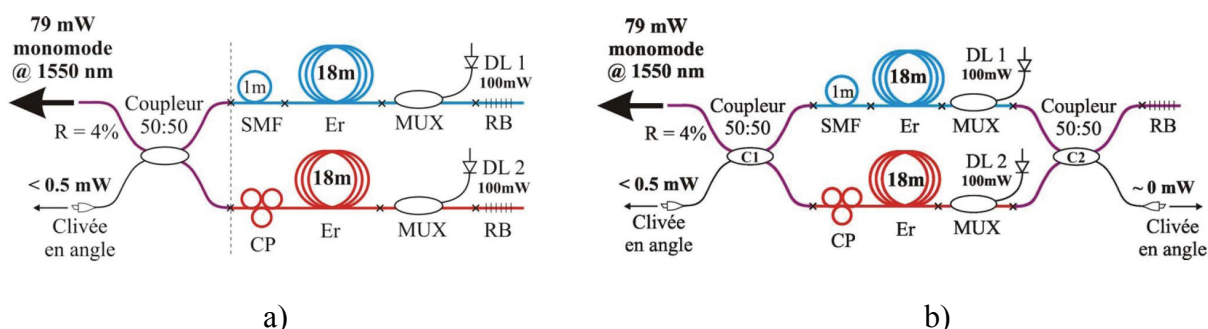 79 mW
monomode
@ 1550 nm
R = 4%
Coupleur
50:50
< 0.5 mW
Clivée
en angle
1m
SMF
18m
Er
MUX
DL 1
100mW
RB
CP
18m
Er
MUX
DL 2
100mW
RB
a)
79 mW
monomode
@ 1550 nm
R = 4%
Coupleur
50:50
C1
< 0.5 mW
Clivée
en angle
1m
SMF
18m
Er
MUX
DL 1
100mW
CP
18m
Er
MUX
DL 2
100mW
Coupleur
50:50
C2
RB
~ 0 mW
Clivée
en angle
b)